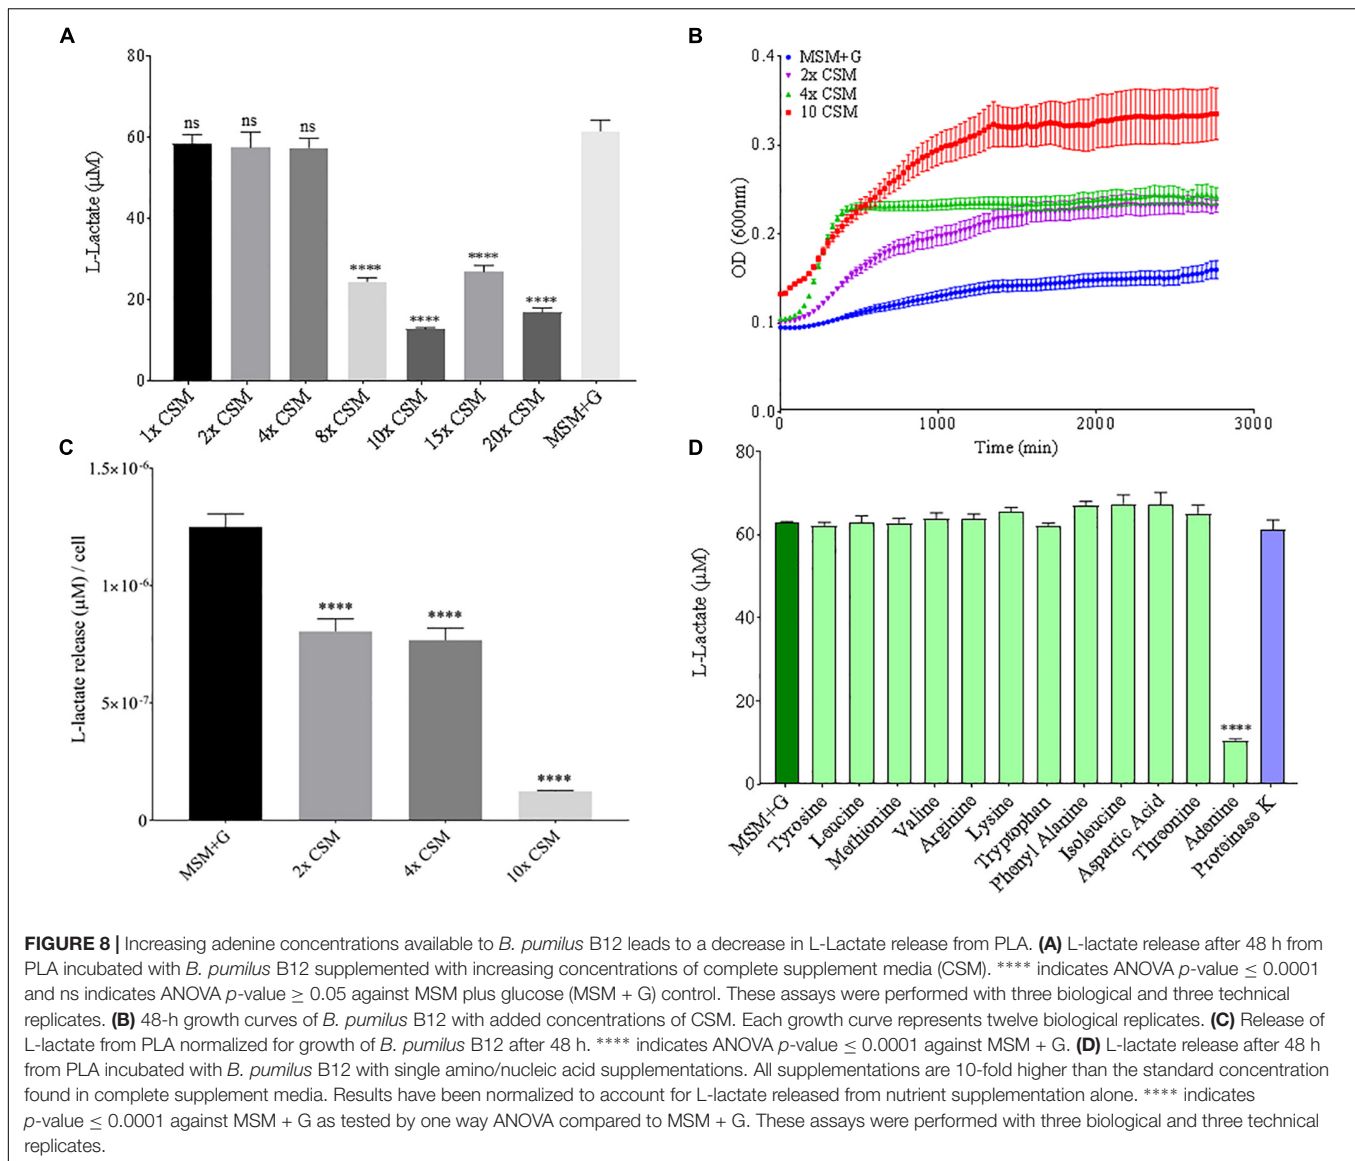 A
80
60
40
20
0
L-Lactate (µM)
ns
ns
ns
****
****
****
****
1x CSM
2x CSM
4x CSM
8x CSM
10x CSM
15x CSM
20x CSM
MSM+G
B
0.4
0.3
0.2
0.1
0.0
OD (600nm)
MSM+G
2x CSM
4x CSM
10 CSM
0
1000
2000
3000
Time (min)
C
1.5×10-6
1×10-6
5×10-7
0
L-lactate release (µM) / cell
****
****
****
MSM+G
2x CSM
4x CSM
10x CSM
D
80
60
40
20
0
L-Lactate (µM)
****
MSM+G
Tyrosine
Leucine
Methionine
Valine
Arginine
Lysine
Tryptophan
Phenyl Alanine
Isoleucine
Aspartic Acid
Threonine
Adenine
Proteinase K
FIGURE 8 | Increasing adenine concentrations available to B. pumilus B12 leads to a decrease in L-Lactate release from PLA. (A) L-lactate release after 48 h from
PLA incubated with B. pumilus B12 supplemented with increasing concentrations of complete supplement media (CSM). **** indicates ANOVA p-value ≤ 0.0001
and ns indicates ANOVA p-value ≥ 0.05 against MSM plus glucose (MSM + G) control. These assays were performed with three biological and three technical
replicates. (B) 48-h growth curves of B. pumilus B12 with added concentrations of CSM. Each growth curve represents twelve biological replicates. (C) Release of
L-lactate from PLA normalized for growth of B. pumilus B12 after 48 h. **** indicates ANOVA p-value ≤ 0.0001 against MSM + G. (D) L-lactate release after 48 h
from PLA incubated with B. pumilus B12 with single amino/nucleic acid supplementations. All supplementations are 10-fold higher than the standard concentration
found in complete supplement media. Results have been normalized to account for L-lactate released from nutrient supplementation alone. **** indicates
p-value ≤ 0.0001 against MSM + G as tested by one way ANOVA compared to MSM + G. These assays were performed with three biological and three technical
replicates.